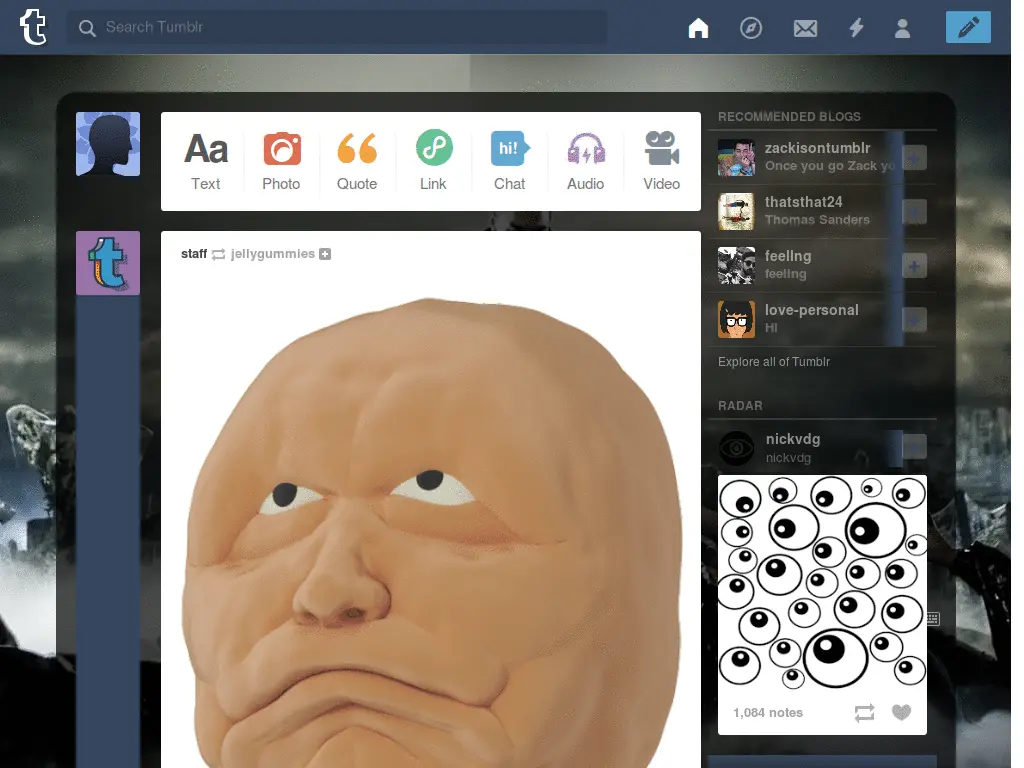 Search Tumblr
Aa
Text
Photo
Quote
Link
hi!
Chat
Audio
Video
staff jellygummies
RECOMMENDED BLOGS
zackisontumblr
Once you go Zack yo
thatsthat24
Thomas Sanders
feellng
feeling
love-personal
HI
Explore all of Tumblr
RADAR
nickvdg
nickvdg
1,084 notes